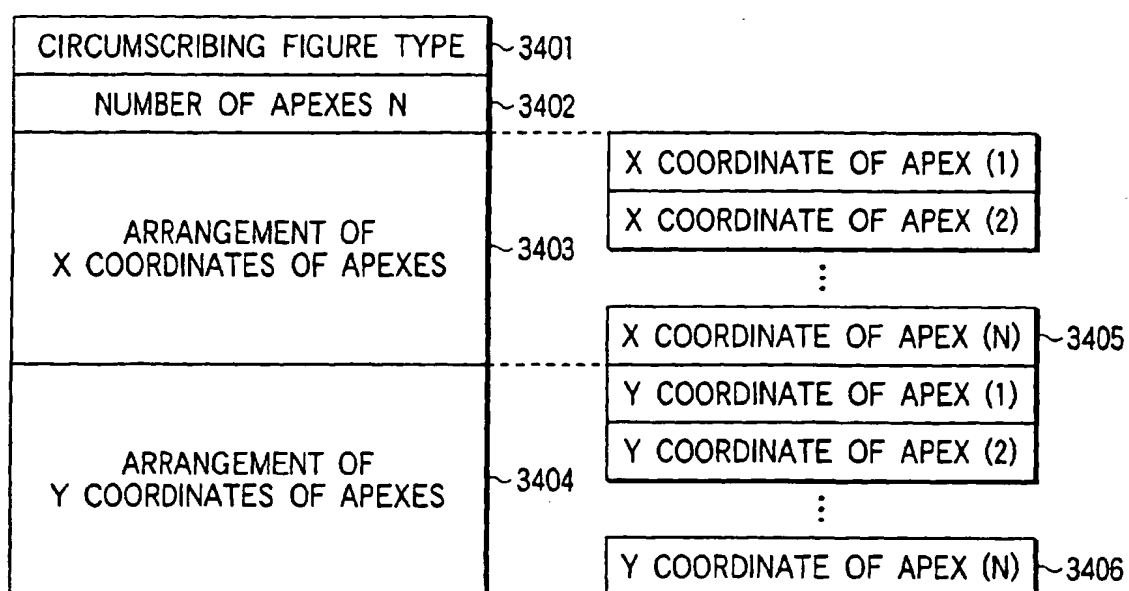 CIRCUMSCRIBING FIGURE TYPE
3401
NUMBER OF APEXES N
3402
ARRANGEMENT OF
X COORDINATES OF APEXES
3403
ARRANGEMENT OF
Y COORDINATES OF APEXES
3404
X COORDINATE OF APEX (1)
X COORDINATE OF APEX (2)
⋮
X COORDINATE OF APEX (N)
3405
Y COORDINATE OF APEX (1)
Y COORDINATE OF APEX (2)
⋮
Y COORDINATE OF APEX (N)
3406